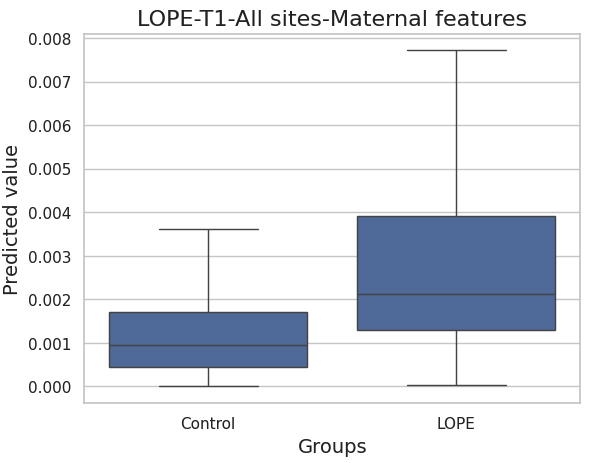 LOPE-T1-All sites-Maternal features
0.008
0.007
0.006
0.005
0.004
0.003
0.002
0.001
0.000
Predicted value
Control
LOPE
Groups